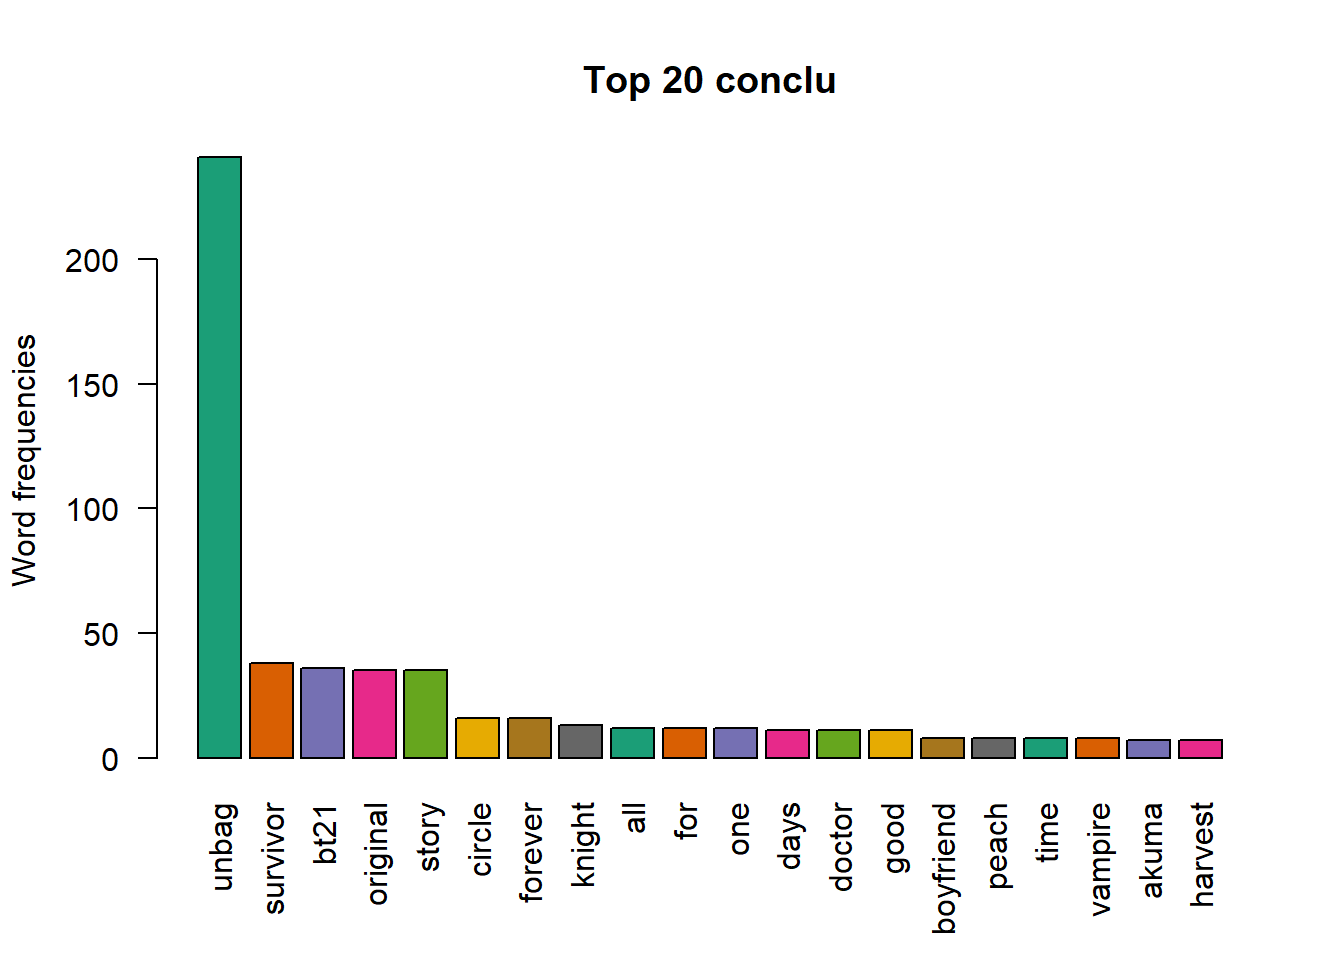 Top 20 conclu
Word frequencies
200
150
100
50
0
unbag
survivor
bt21
original
story
circle
forever
knight
all
for
one
days
doctor
good
boyfriend
peach
time
vampire
akuma
harvest